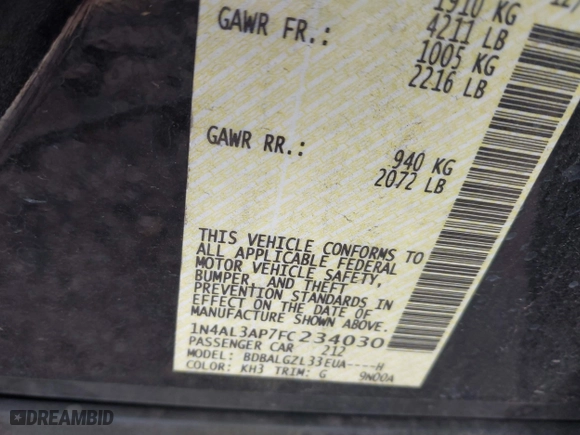 1910 KG
4211 LB
GAWR FR.:
1005 KG
2216 LB
GAWR RR.:
940 KG
2072 LB
THIS VEHICLE CONFORMS TO
ALL APPLICABLE FEDERAL
MOTOR VEHICLE SAFETY,
BUMPER, AND THEFT
PREVENTION STANDARDS IN
EFFECT ON THE DATE OF
MANUFACTURE SHOWN ABOVE.
1N4AL3AP7FC234030
PASSENGER CAR 212
MODEL: BDBALGZL33EUA----H
COLOR: KH3 TRIM: G 9N00A
DREAMBID